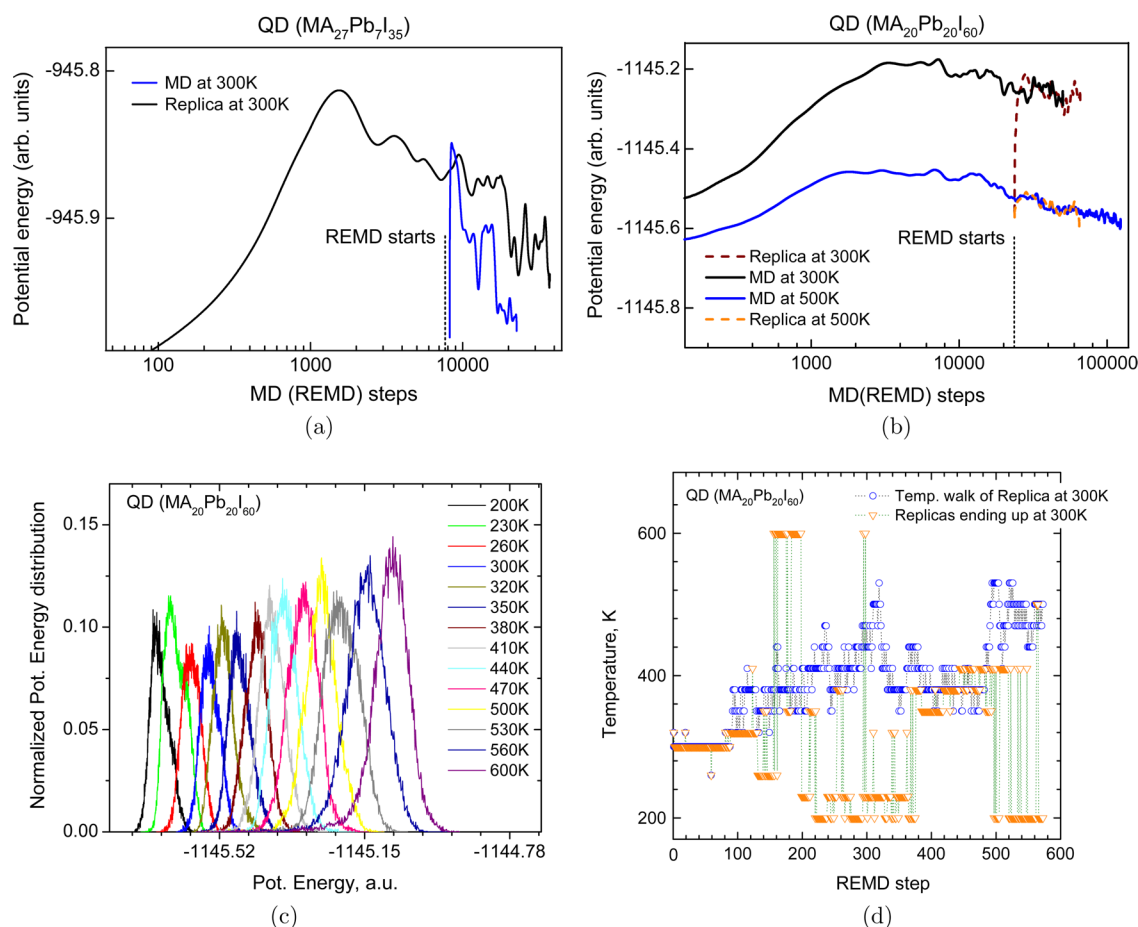 QD (MA27Pb7I35)
-945.8
-945.9
Potential energy (arb. units)
MD at 300K
Replica at 300K
REMD starts
100 1000 10000
MD (REMD) steps
(a)
QD (MA20Pb20I60)
-1145.2
-1145.4
-1145.6
-1145.8
Potential energy (arb. units)
REMD starts
Replica at 300K
MD at 300K
MD at 500K
Replica at 500K
1000 10000 100000
MD(REMD) steps
(b)
QD (MA20Pb20I60)
0.15
0.10
0.05
0.00
Normalized Pot. Energy distribution
200K
230K
260K
300K
320K
350K
380K
410K
440K
470K
500K
530K
560K
600K
-1145.52 -1145.15 -1144.78
Pot. Energy, a.u.
(c)
QD (MA20Pb20I60)
Temp. walk of Replica at 300K
Replicas ending up at 300K
600
400
200
Temperature, K
0 100 200 300 400 500 600
REMD step
(d)